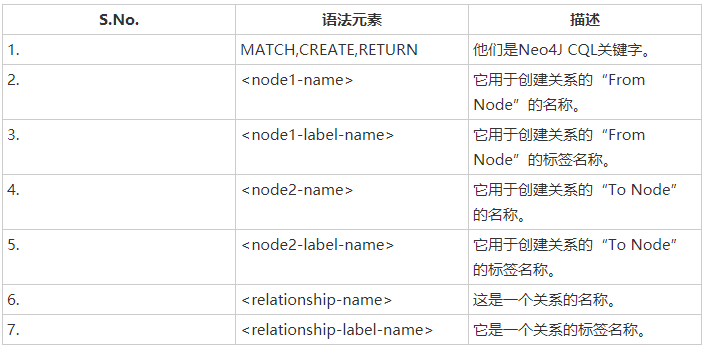 S.No. 语法元素 描述
1. MATCH,CREATE,RETURN 他们是Neo4J CQL关键字。
2. <node1-name> 它用于创建关系的“From
Node”的名称。
3. <node1-label-name> 它用于创建关系的“From
Node”的标签名称。
4. <node2-name> 它用于创建关系的“To Node”
的名称。
5. <node2-label-name> 它用于创建关系的“To Node”
的标签名称。
6. <relationship-name> 这是一个关系的名称。
7. <relationship-label-name> 它是一个关系的标签名称。